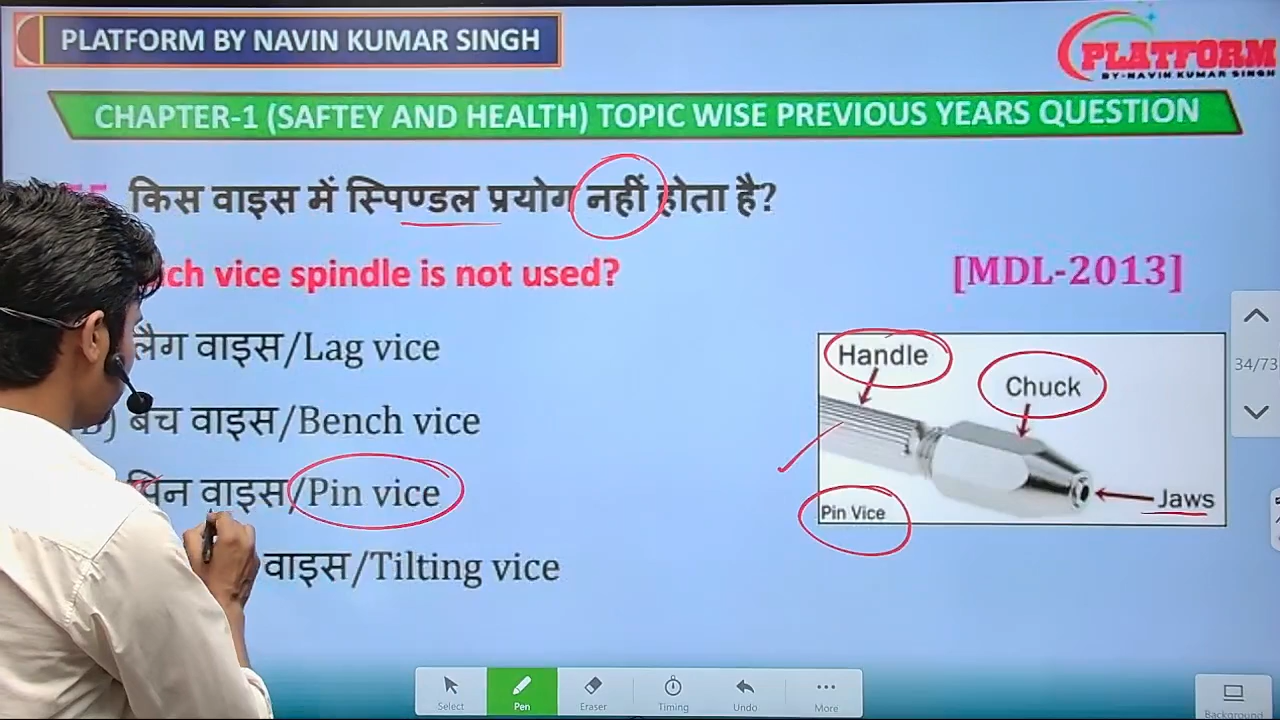 PLATFORM BY NAVIN KUMAR SINGH
PLATFORM
BY-NAVIN KUMAR SINGH
CHAPTER-1 (SAFTEY AND HEALTH) TOPIC WISE PREVIOUS YEARS QUESTION
किस वाइस में स्पिण्डल प्रयोग नहीं होता है?
vice spindle is not used?
[MDL-2013]
लैग वाइस/Lag vice
बेंच वाइस/Bench vice
पिन वाइस/Pin vice
वाइस/Tilting vice
Handle
Chuck
Jaws
Pin Vice
34/73
Select
Pen
Eraser
Timing
Undo
More
Background